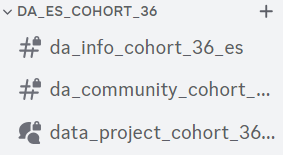 DA_ES_COHORT_36
da_info_cohort_36_es
da_community_cohort_...
data_project_cohort_36...